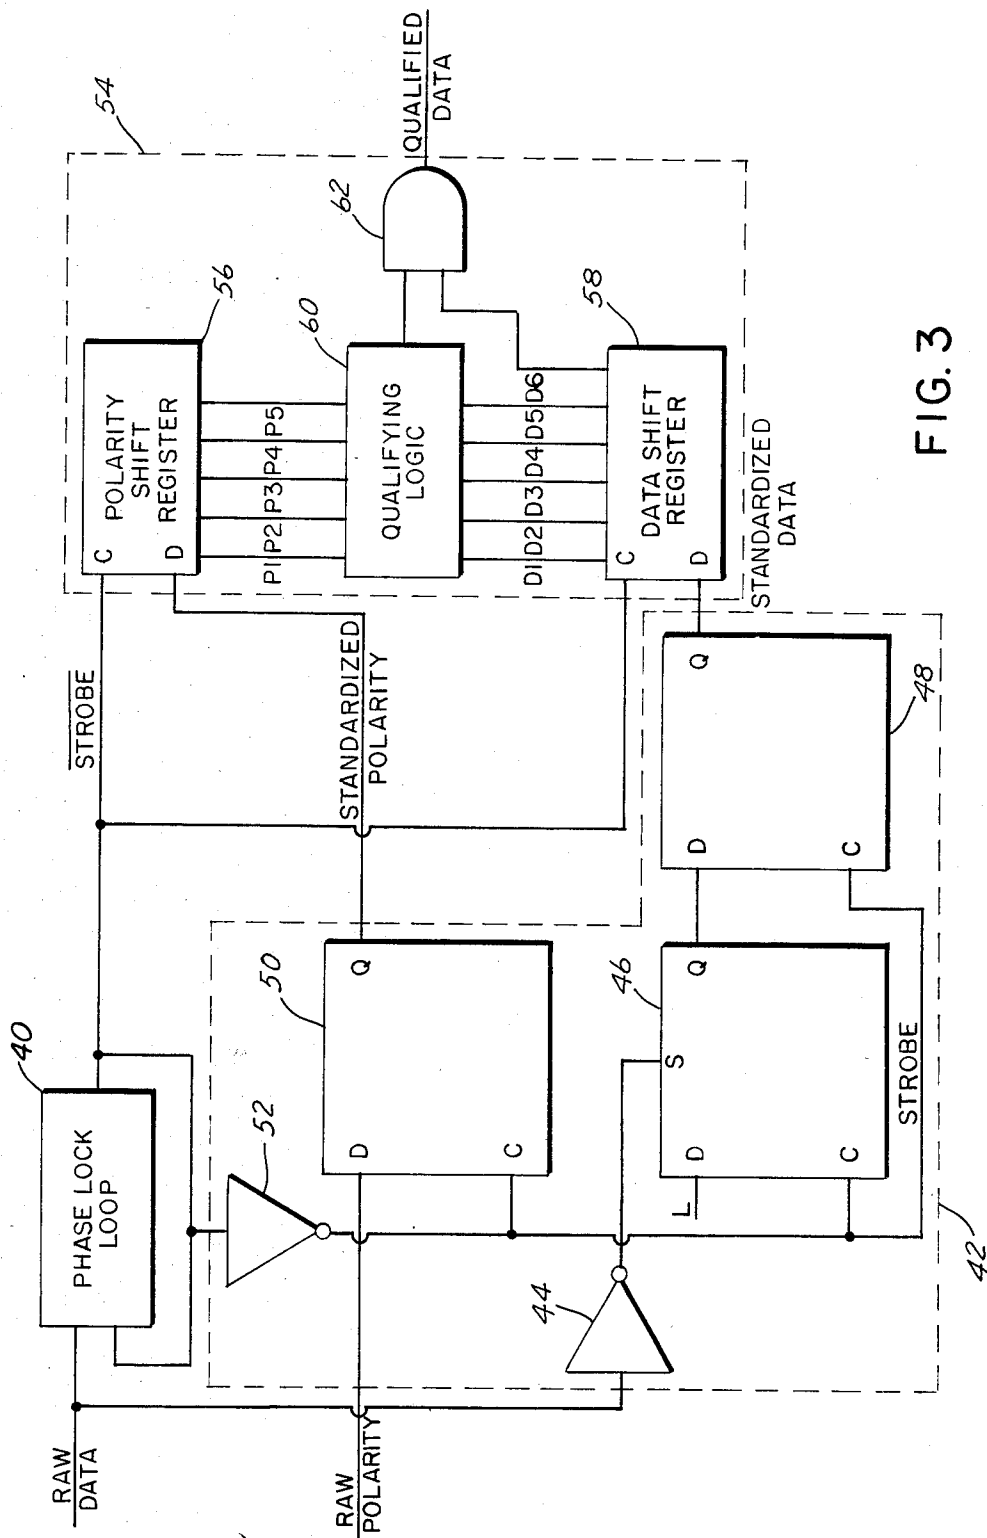 RAW
DATA
RAW
POLARITY
40
PHASE LOCK
LOOP
STROBE
52
50
D
Q
C
STANDARDIZED
POLARITY
44
L
46
S
D
Q
C
STROBE
42
D
Q
C
48
STANDARDIZED
DATA
54
56
C
D
POLARITY
SHIFT
REGISTER
P1 P2 P3 P4 P5
60
QUALIFYING
LOGIC
D1 D2 D3 D4 D5 D6
58
C
D
DATA SHIFT
REGISTER
62
QUALIFIED
DATA
FIG. 3